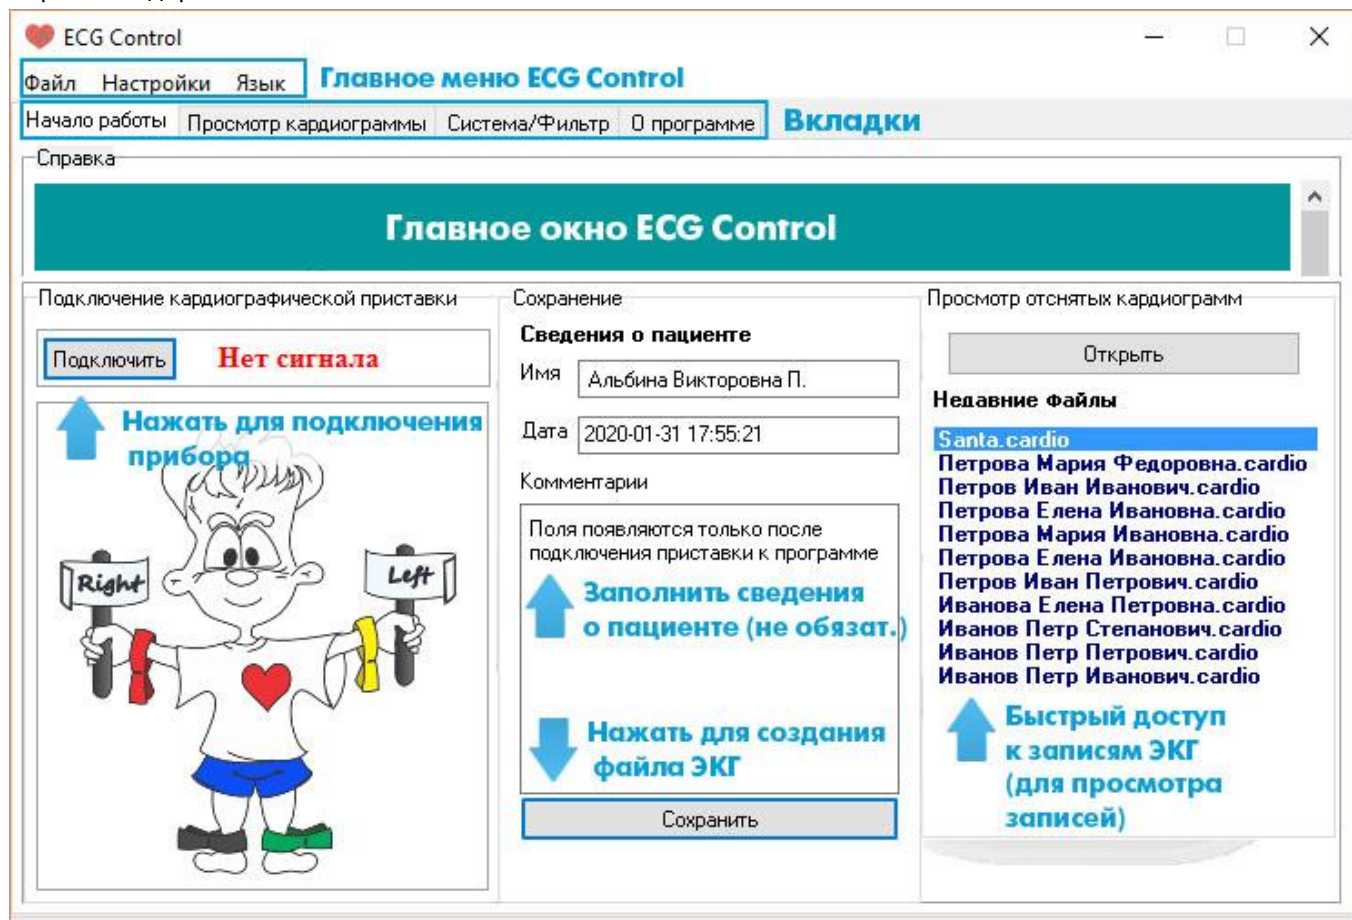 ECG Control
Файл Настройки Язык Главное меню ECG Control
Начало работы Просмотр кардиограммы Система/Фильтр О программе Вкладки
Справка
Главное окно ECG Control
Подключение кардиографической приставки
Подключить Нет сигнала
Нажать для подключения
прибора
Right
Left
Сохранение
Сведения о пациенте
Имя Альбина Викторовна П.
Дата 2020-01-31 17:55:21
Комментарии
Поля появляются только после
подключения приставки к программе
Заполнить сведения
о пациенте (не обязат.)
Нажать для создания
файла ЭКГ
Сохранить
Просмотр отснятых кардиограмм
Открыть
Недавние файлы
Santa.cardio
Петрова Мария Федоровна.cardio
Петров Иван Иванович.cardio
Петрова Елена Ивановна.cardio
Петрова Мария Ивановна.cardio
Петрова Елена Ивановна.cardio
Петров Иван Петрович.cardio
Иванова Елена Петровна.cardio
Иванов Петр Степанович.cardio
Иванов Петр Петрович.cardio
Иванов Петр Иванович.cardio
Быстрый доступ
к записям ЭКГ
(для просмотра
записей)